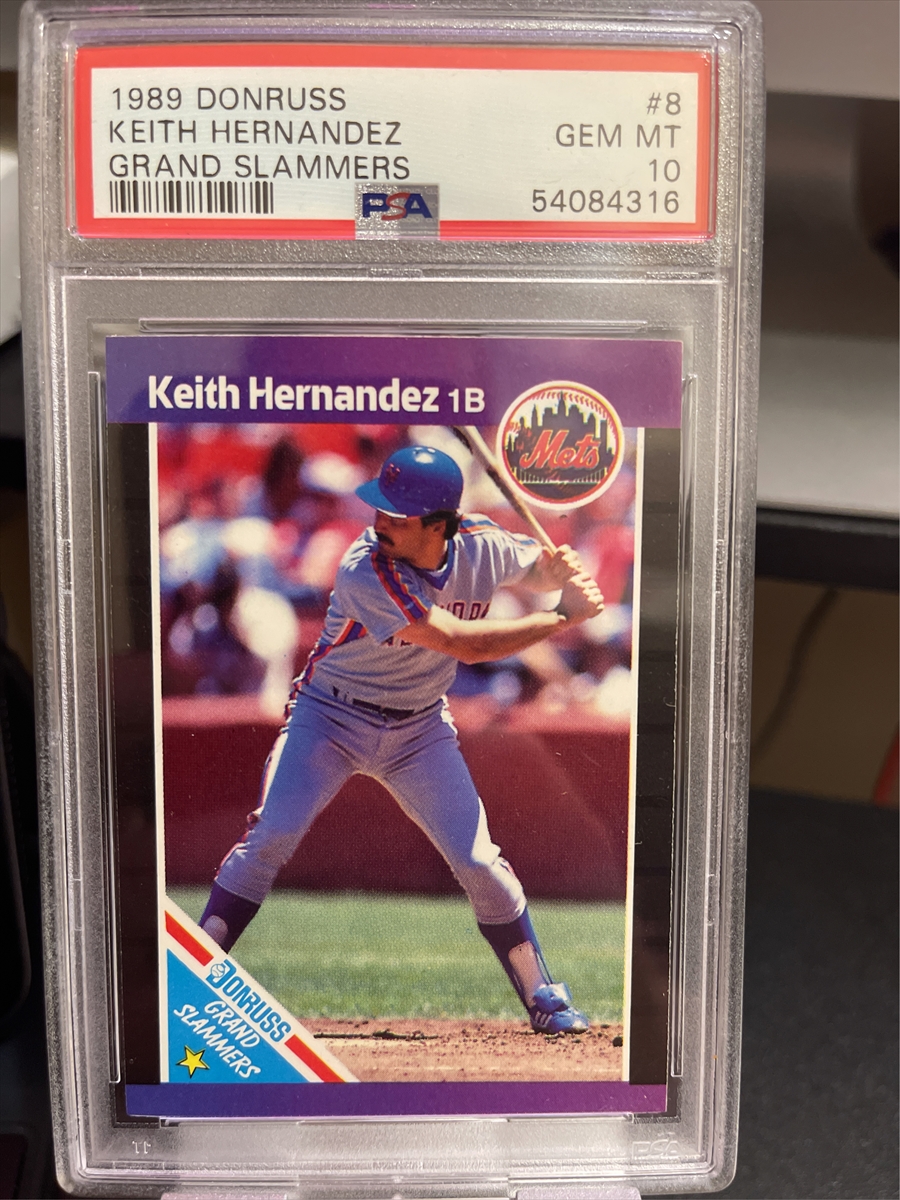 1989 DONRUSS #8
KEITH HERNANDEZ GEM MT
GRAND SLAMMERS 10
PSA 54084316
Keith Hernandez 1B
Mets
DONRUSS
GRAND
SLAMMERS
PSA